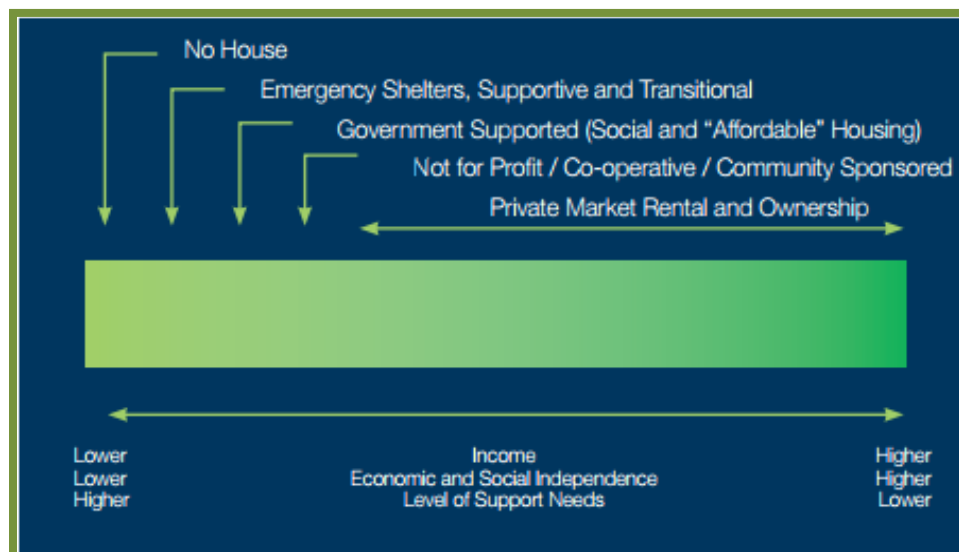 No House
Emergency Shelters, Supportive and Transitional
Government Supported (Social and “Affordable” Housing)
Not for Profit / Co-operative / Community Sponsored
Private Market Rental and Ownership
Lower Income Higher
Lower Economic and Social Independence Higher
Higher Level of Support Needs Lower